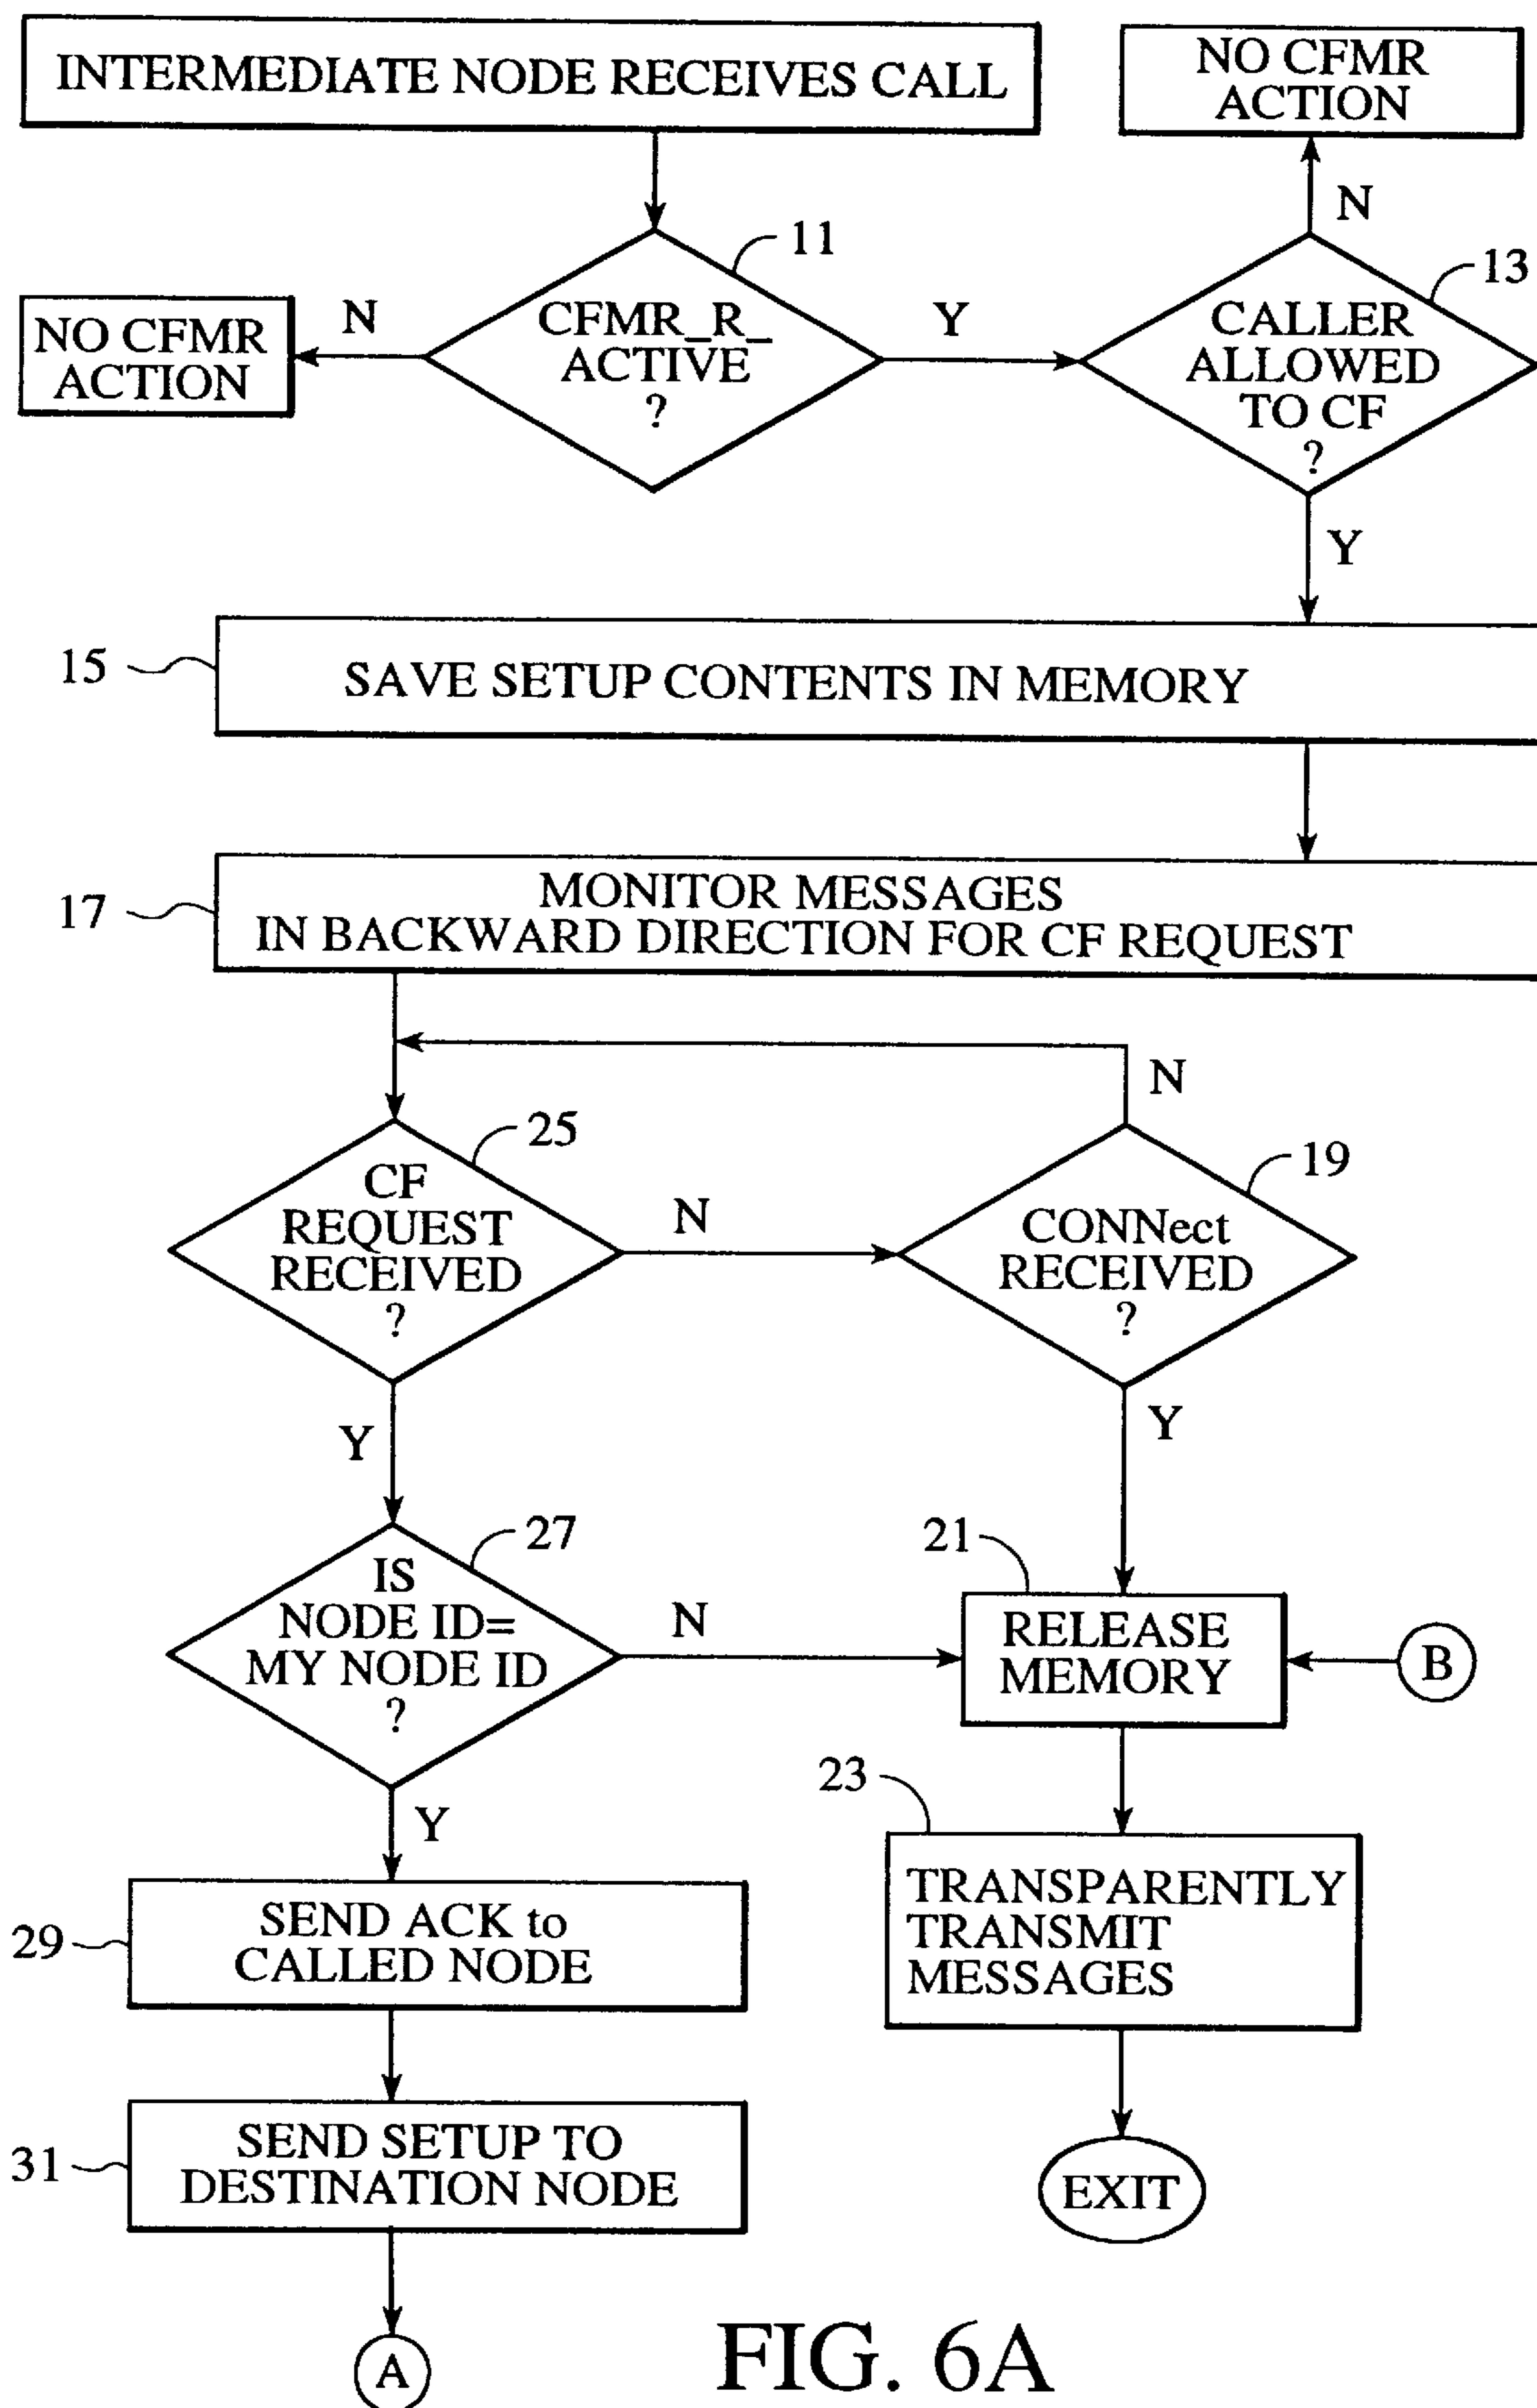 INTERMEDIATE NODE RECEIVES CALL
NO CFMR
ACTION
N
11
13
NO CFMR
ACTION
N
CFMR_R_
ACTIVE
?
Y
CALLER
ALLOWED
TO CF
?
Y
15
SAVE SETUP CONTENTS IN MEMORY
17
MONITOR MESSAGES
IN BACKWARD DIRECTION FOR CF REQUEST
N
25
19
CF
REQUEST
RECEIVED
?
N
CONNect
RECEIVED
?
Y
Y
27
21
IS
NODE ID=
MY NODE ID
?
N
RELEASE
MEMORY
B
23
Y
29
SEND ACK to
CALLED NODE
TRANSPARENTLY
TRANSMIT
MESSAGES
31
SEND SETUP TO
DESTINATION NODE
EXIT
A
FIG. 6A